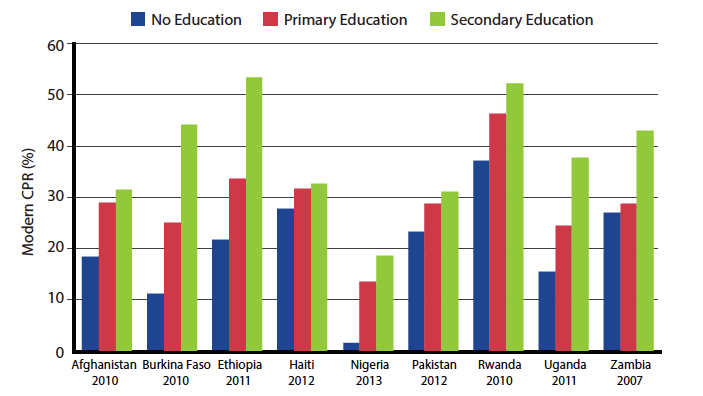 No Education Primary Education Secondary Education
Modern CPR (%)
60
50
40
30
20
10
0
Afghanistan Burkina Faso Ethiopia Haiti Nigeria Pakistan Rwanda Uganda Zambia
2010 2010 2011 2012 2013 2012 2010 2011 2007